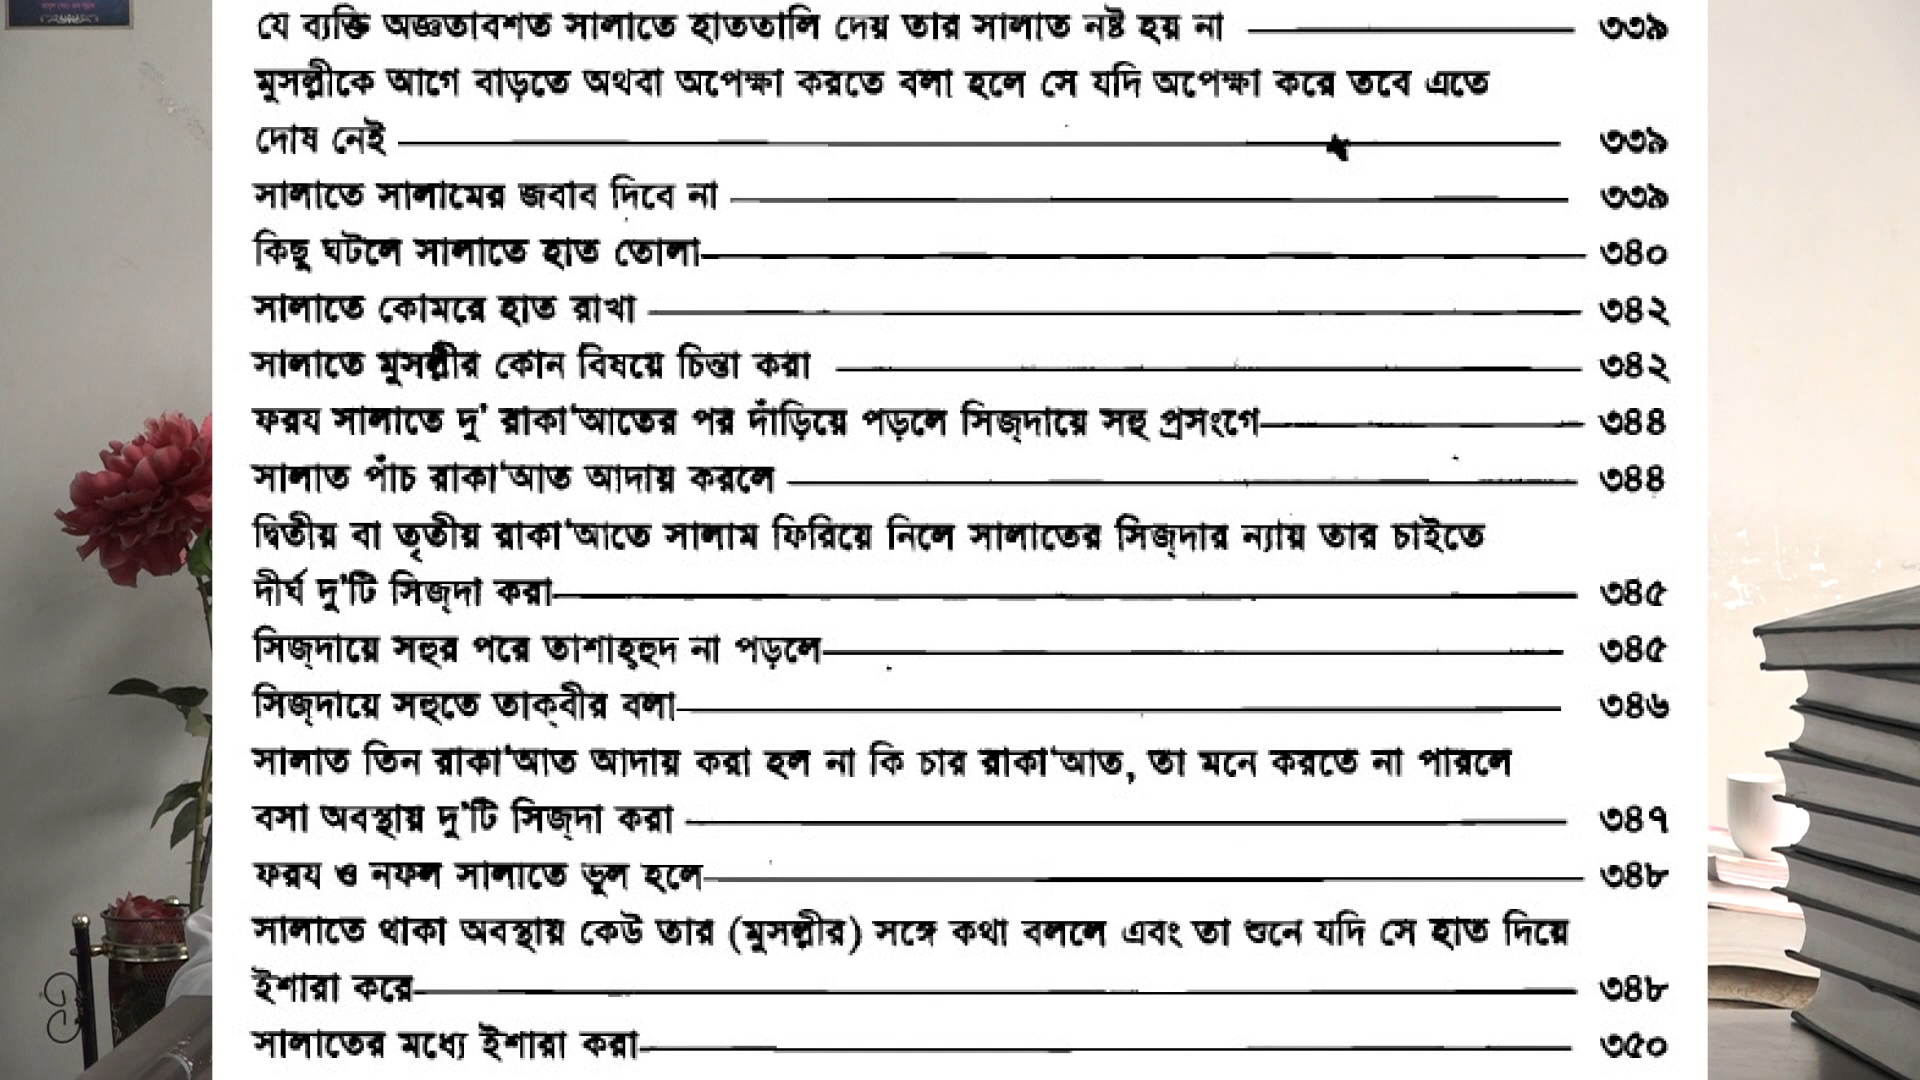 যে ব্যক্তি অজ্ঞতাবশত সালাতে হাততালি দেয় তার সালাত নষ্ট হয় না ৩৩৯
মুসল্লীকে আগে বাড়তে অথবা অপেক্ষা করতে বলা হলে সে যদি অপেক্ষা করে তবে এতে
দোষ নেই ৩৩৯
সালাতে সালামের জবাব দিবে না ৩৩৯
কিছু ঘটলে সালাতে হাত তোলা ৩৪০
সালাতে কোমরে হাত রাখা ৩৪২
সালাতে মুসল্লীর কোন বিষয়ে চিন্তা করা ৩৪২
ফরয সালাতে দু' রাকা'আতের পর দাঁড়িয়ে পড়লে সিজ্‌দায়ে সহু প্রসংগে ৩৪৪
সালাত পাঁচ রাকা'আত আদায় করলে ৩৪৪
দ্বিতীয় বা তৃতীয় রাকা'আতে সালাম ফিরিয়ে নিলে সালাতের সিজ্‌দার ন্যায় তার চাইতে
দীর্ঘ দু'টি সিজ্‌দা করা ৩৪৫
সিজ্‌দায়ে সহুর পরে তাশাহ্‌হুদ না পড়লে ৩৪৫
সিজ্‌দায়ে সহুতে তাক্‌বীর বলা ৩৪৬
সালাত তিন রাকা'আত আদায় করা হল না কি চার রাকা'আত, তা মনে করতে না পারলে
বসা অবস্থায় দু'টি সিজ্‌দা করা ৩৪৭
ফরয ও নফল সালাতে ভুল হলে ৩৪৮
সালাতে থাকা অবস্থায় কেউ তার (মুসল্লীর) সঙ্গে কথা বললে এবং তা শুনে যদি সে হাত দিয়ে
ইশারা করে ৩৪৮
সালাতের মধ্যে ইশারা করা ৩৫০